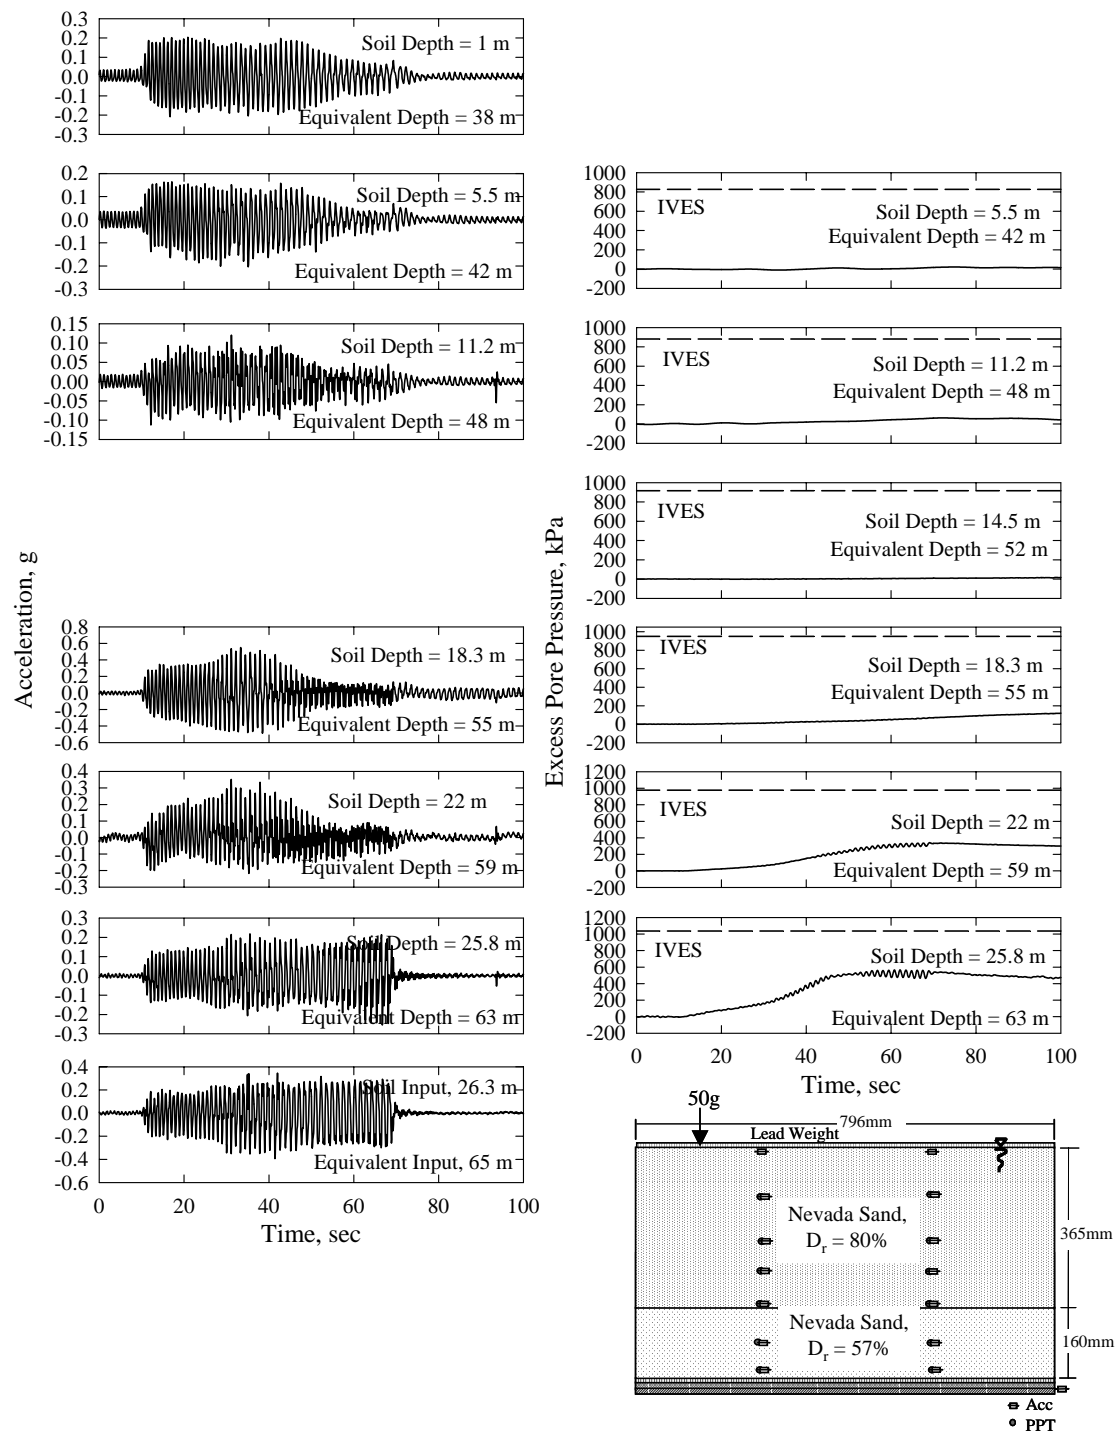 0.3
0.2
0.1
0.0
-0.1
-0.2
-0.3
Soil Depth = 1 m
Equivalent Depth = 38 m
0.2
0.1
0.0
-0.1
-0.2
-0.3
Soil Depth = 5.5 m
Equivalent Depth = 42 m
0.15
0.10
0.05
0.00
-0.05
-0.10
-0.15
Soil Depth = 11.2 m
Equivalent Depth = 48 m
Acceleration, g
0.8
0.6
0.4
0.2
0.0
-0.2
-0.4
-0.6
Soil Depth = 18.3 m
Equivalent Depth = 55 m
0.4
0.3
0.2
0.1
0.0
-0.1
-0.2
-0.3
Soil Depth = 22 m
Equivalent Depth = 59 m
0.3
0.2
0.1
0.0
-0.1
-0.2
-0.3
Soil Depth = 25.8 m
Equivalent Depth = 63 m
0.4
0.2
0.0
-0.2
-0.4
-0.6
Soil Input, 26.3 m
Equivalent Input, 65 m
0 20 40 60 80 100
Time, sec
1000
800
600
400
200
0
-200
IVES
Soil Depth = 5.5 m
Equivalent Depth = 42 m
1000
800
600
400
200
0
-200
IVES
Soil Depth = 11.2 m
Equivalent Depth = 48 m
Excess Pore Pressure, kPa
1000
800
600
400
200
0
-200
IVES
Soil Depth = 14.5 m
Equivalent Depth = 52 m
1000
800
600
400
200
0
-200
IVES
Soil Depth = 18.3 m
Equivalent Depth = 55 m
1200
1000
800
600
400
200
0
-200
IVES
Soil Depth = 22 m
Equivalent Depth = 59 m
1200
1000
800
600
400
200
0
-200
IVES
Soil Depth = 25.8 m
Equivalent Depth = 63 m
0 20 40 60 80 100
Time, sec
50g
796mm
Lead Weight
Nevada Sand,
Dr = 80%
365mm
Nevada Sand,
Dr = 57%
160mm
Acc
PPT